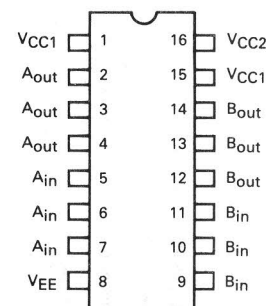 VCC1 1 16 VCC2
Aout 2 15 VCC1
Aout 3 14 Bout
Aout 4 13 Bout
Ain 5 12 Bout
Ain 6 11 Bin
Ain 7 10 Bin
VEE 8 9 Bin